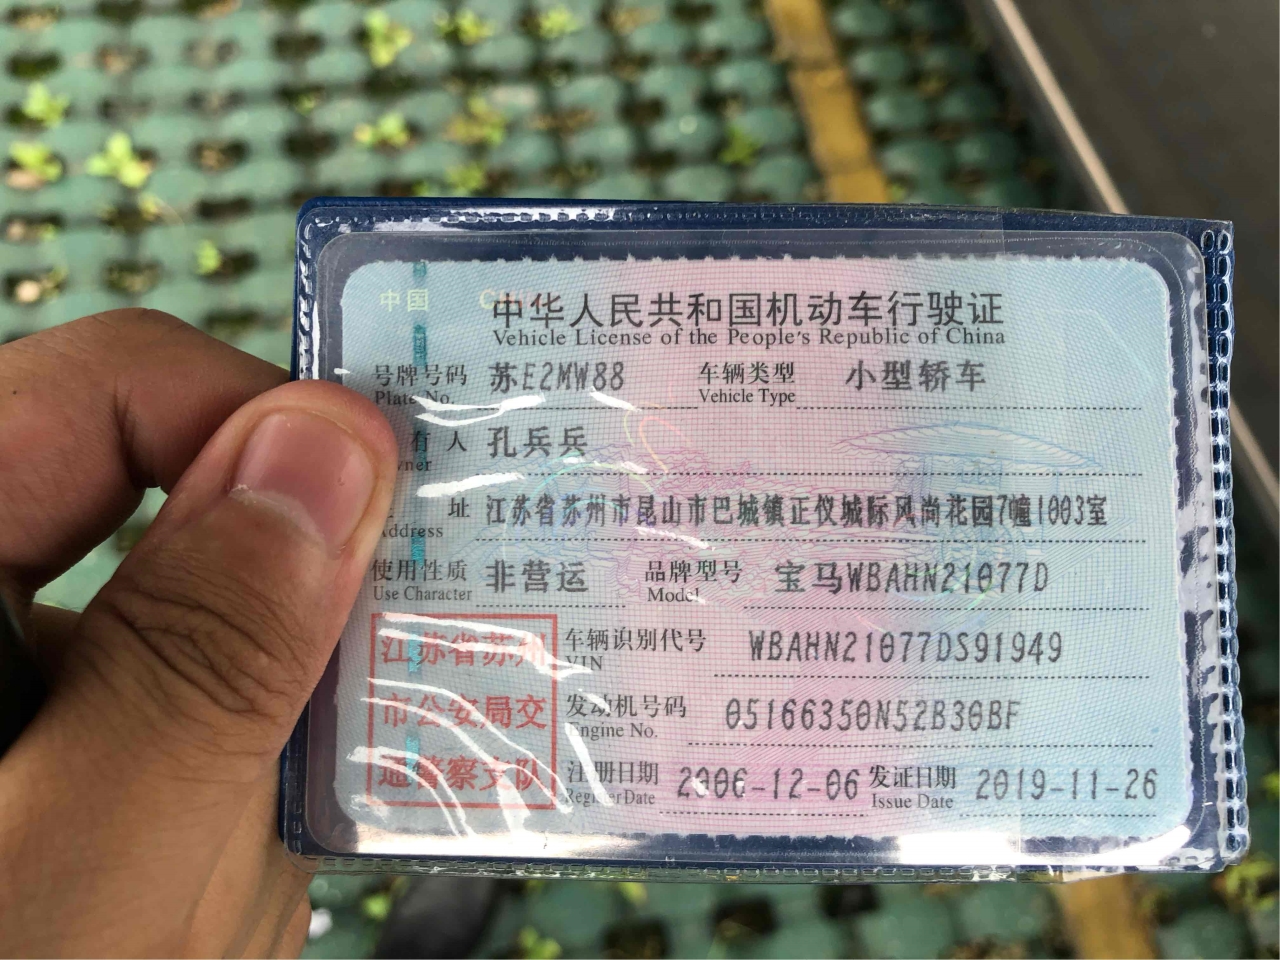 中国
中华人民共和国机动车行驶证
Vehicle License of the People's Republic of China
号牌号码 苏E2MW88 车辆类型 小型轿车
Plate No. Vehicle Type
有人 孔兵兵
址 江苏省苏州市昆山市巴城镇正仪城际风尚花园7幢1003室
Address
使用性质 非营运 品牌型号 宝马WBAHN21077D
Use Character Model
江苏省苏州
市公安局交
通警察支队
车辆识别代号 WBAHN21077DS91949
VIN
发动机号码 05166350N52B30BF
Engine No.
注册日期 2006-12-06 发证日期 2019-11-26
Register Date Issue Date